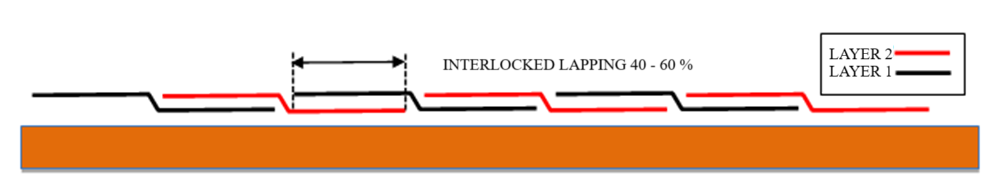 LAYER 2
INTERLOCKED LAPPING 40 - 60 %
LAYER 1